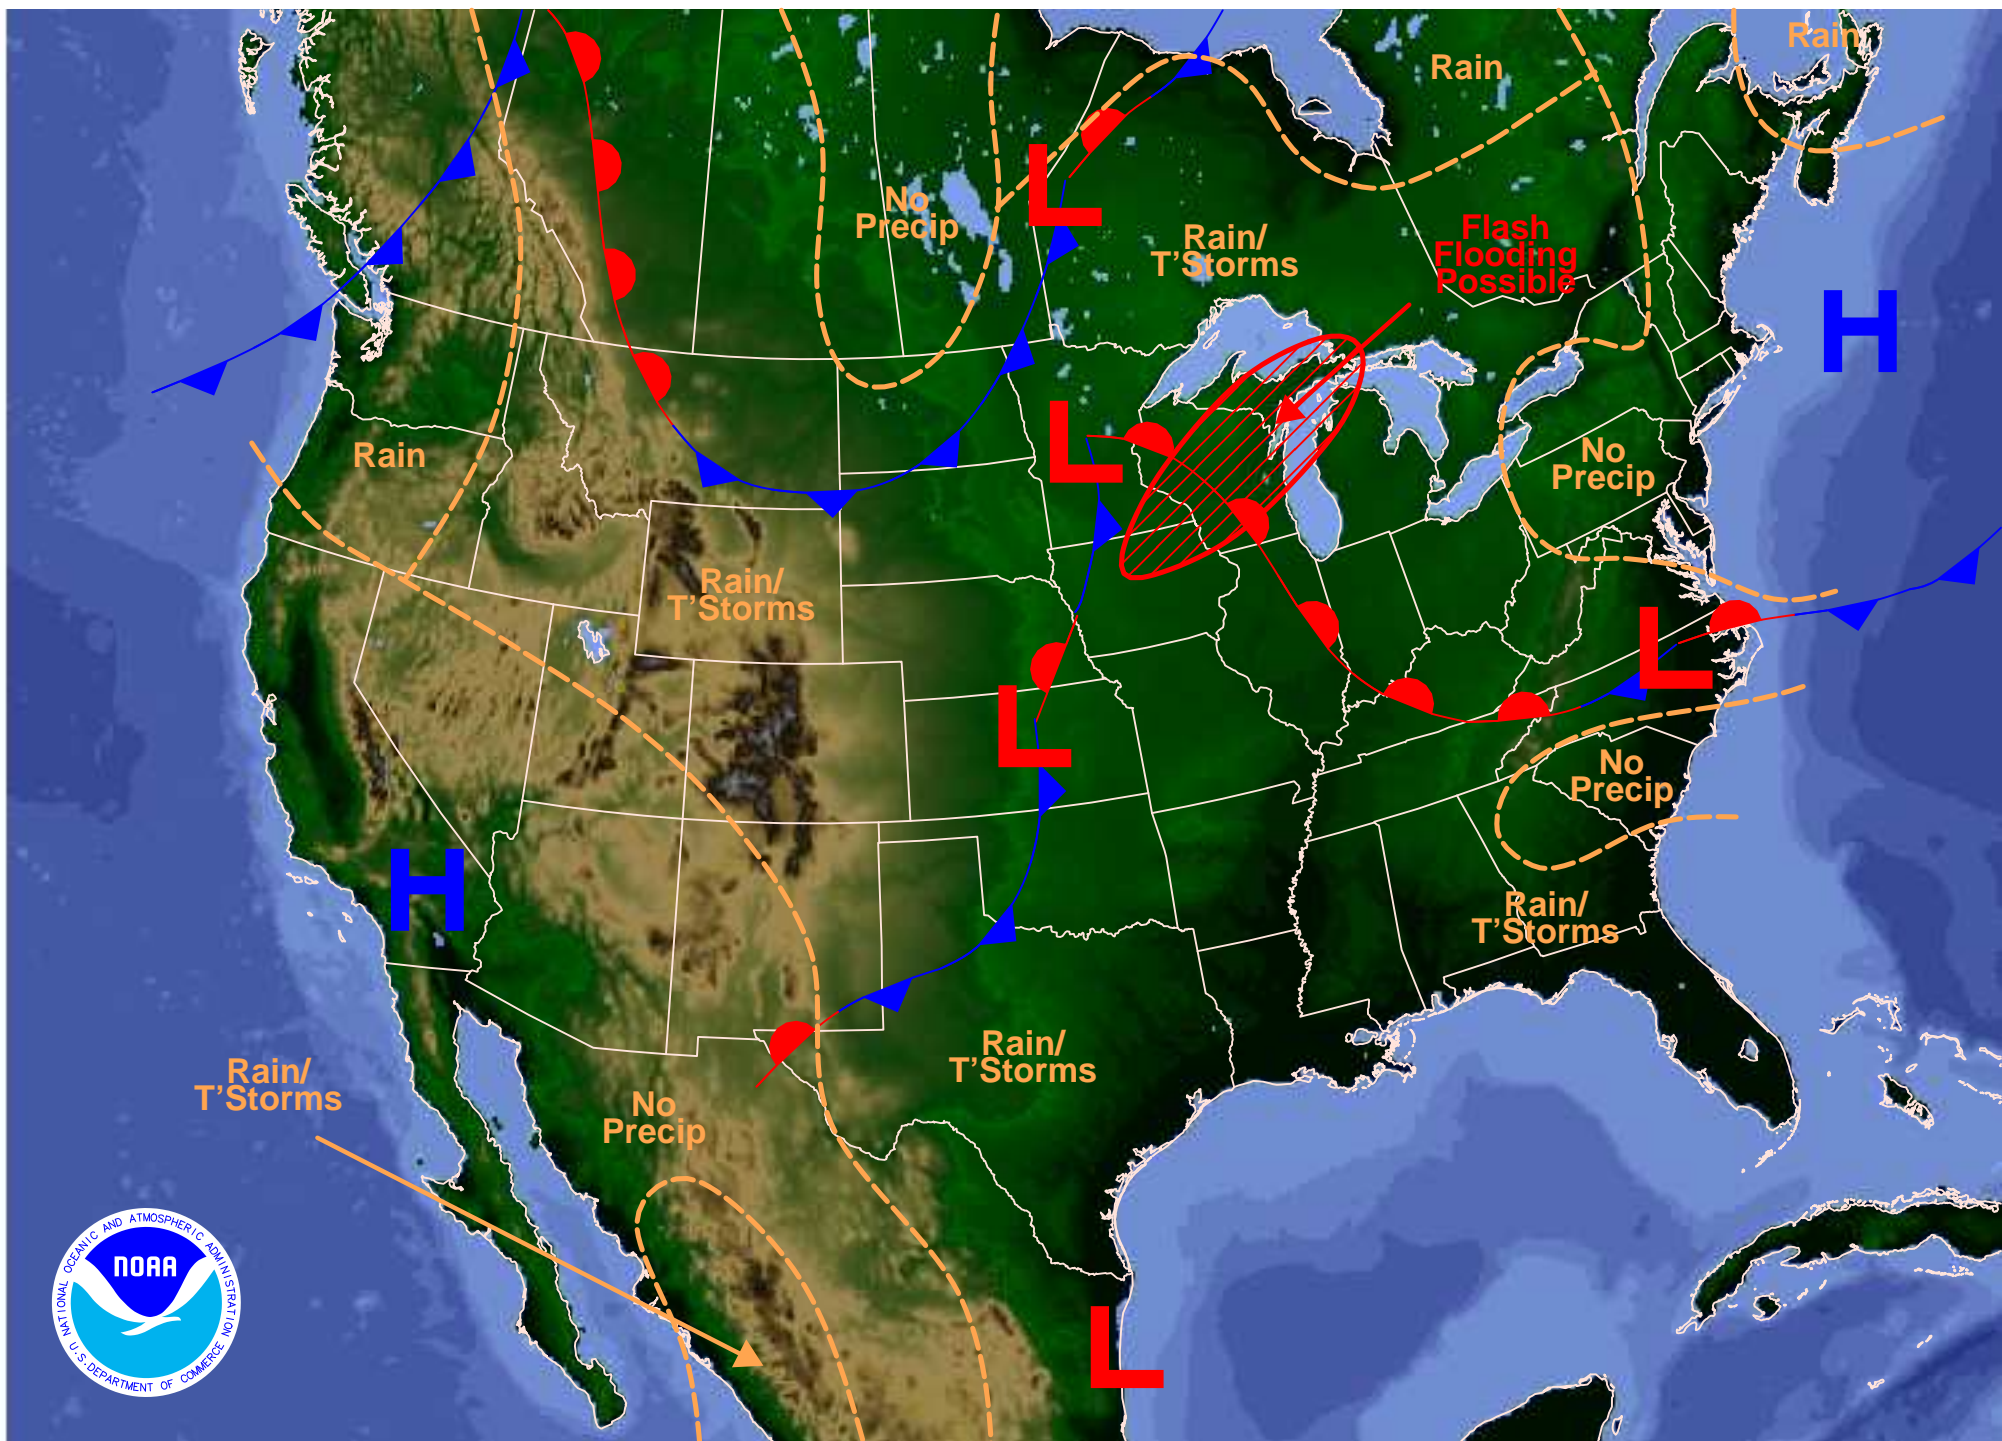 Rain
Rain
No
Precip
Rain/
T'Storms
Flash
Flooding
Possible
L
H
Rain
L
No
Precip
Rain/
T'Storms
L
L
No
Precip
H
Rain/
T'Storms
Rain/
T'Storms
Rain/
T'Storms
No
Precip
L
NATIONAL OCEANIC AND ATMOSPHERIC ADMINISTRATION
NOAA
U.S. DEPARTMENT OF COMMERCE